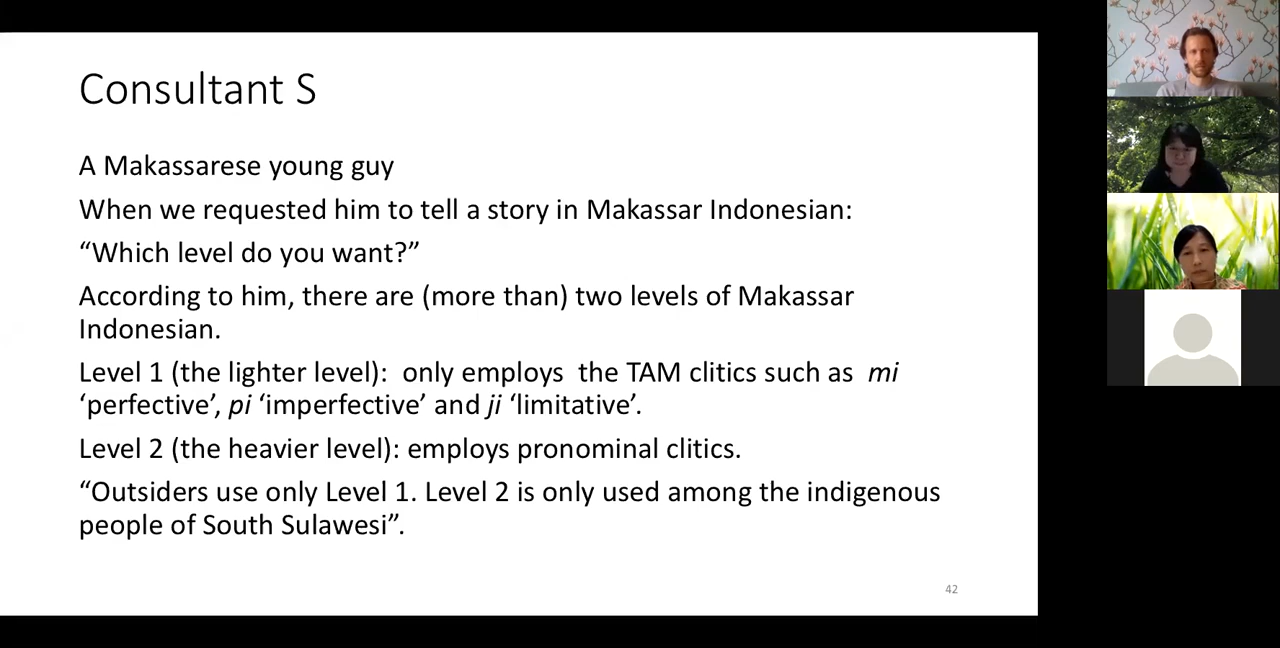 Consultant S
A Makassarese young guy
When we requested him to tell a story in Makassar Indonesian:
“Which level do you want?”
According to him, there are (more than) two levels of Makassar
Indonesian.
Level 1 (the lighter level):  only employs  the TAM clitics such as  mi
‘perfective’, pi ‘imperfective’ and ji ‘limitative’.
Level 2 (the heavier level): employs pronominal clitics.
“Outsiders use only Level 1. Level 2 is only used among the indigenous
people of South Sulawesi”.
42